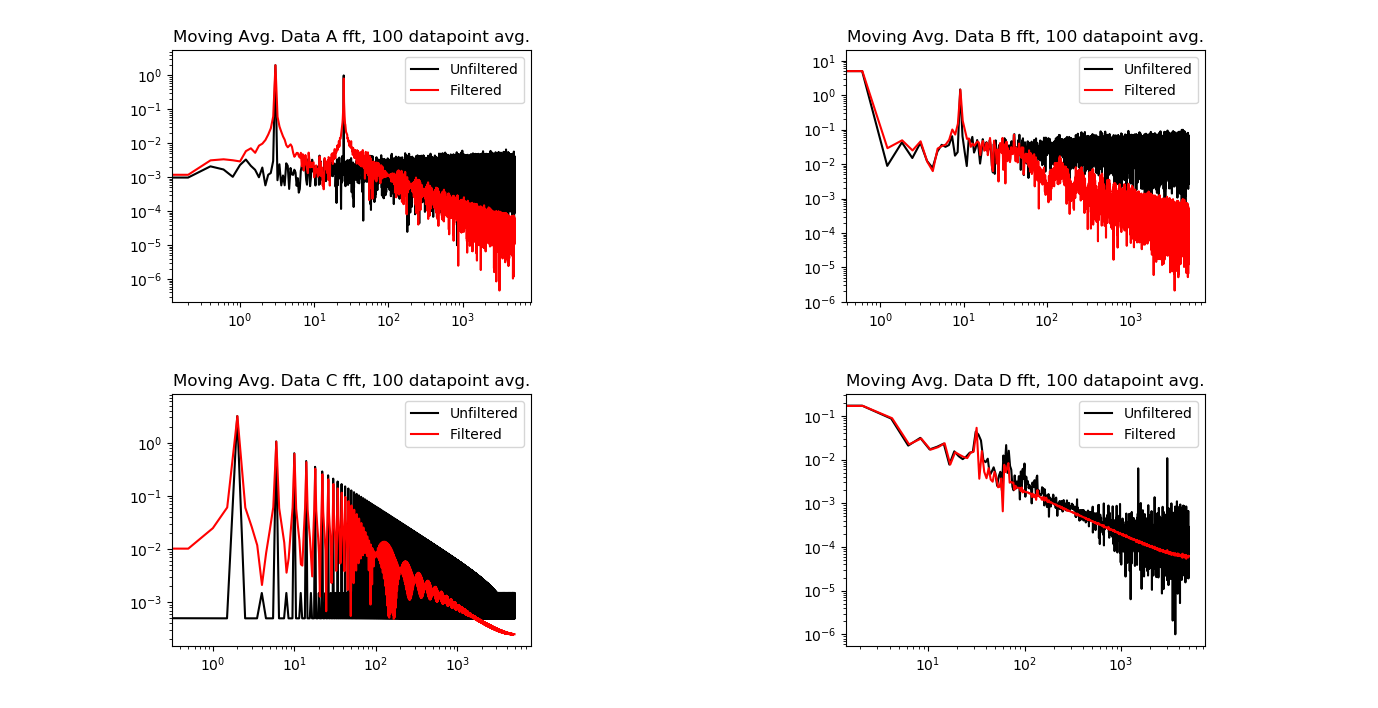 Moving Avg. Data A fft, 100 datapoint avg.
10⁰
10⁻¹
10⁻²
10⁻³
10⁻⁴
10⁻⁵
10⁻⁶
Unfiltered
Filtered
10⁰ 10¹ 10² 10³
Moving Avg. Data B fft, 100 datapoint avg.
10¹
10⁰
10⁻¹
10⁻²
10⁻³
10⁻⁴
10⁻⁵
10⁻⁶
Unfiltered
Filtered
10⁰ 10¹ 10² 10³
Moving Avg. Data C fft, 100 datapoint avg.
10⁰
10⁻¹
10⁻²
10⁻³
Unfiltered
Filtered
10⁰ 10¹ 10² 10³
Moving Avg. Data D fft, 100 datapoint avg.
10⁻¹
10⁻²
10⁻³
10⁻⁴
10⁻⁵
10⁻⁶
Unfiltered
Filtered
10¹ 10² 10³